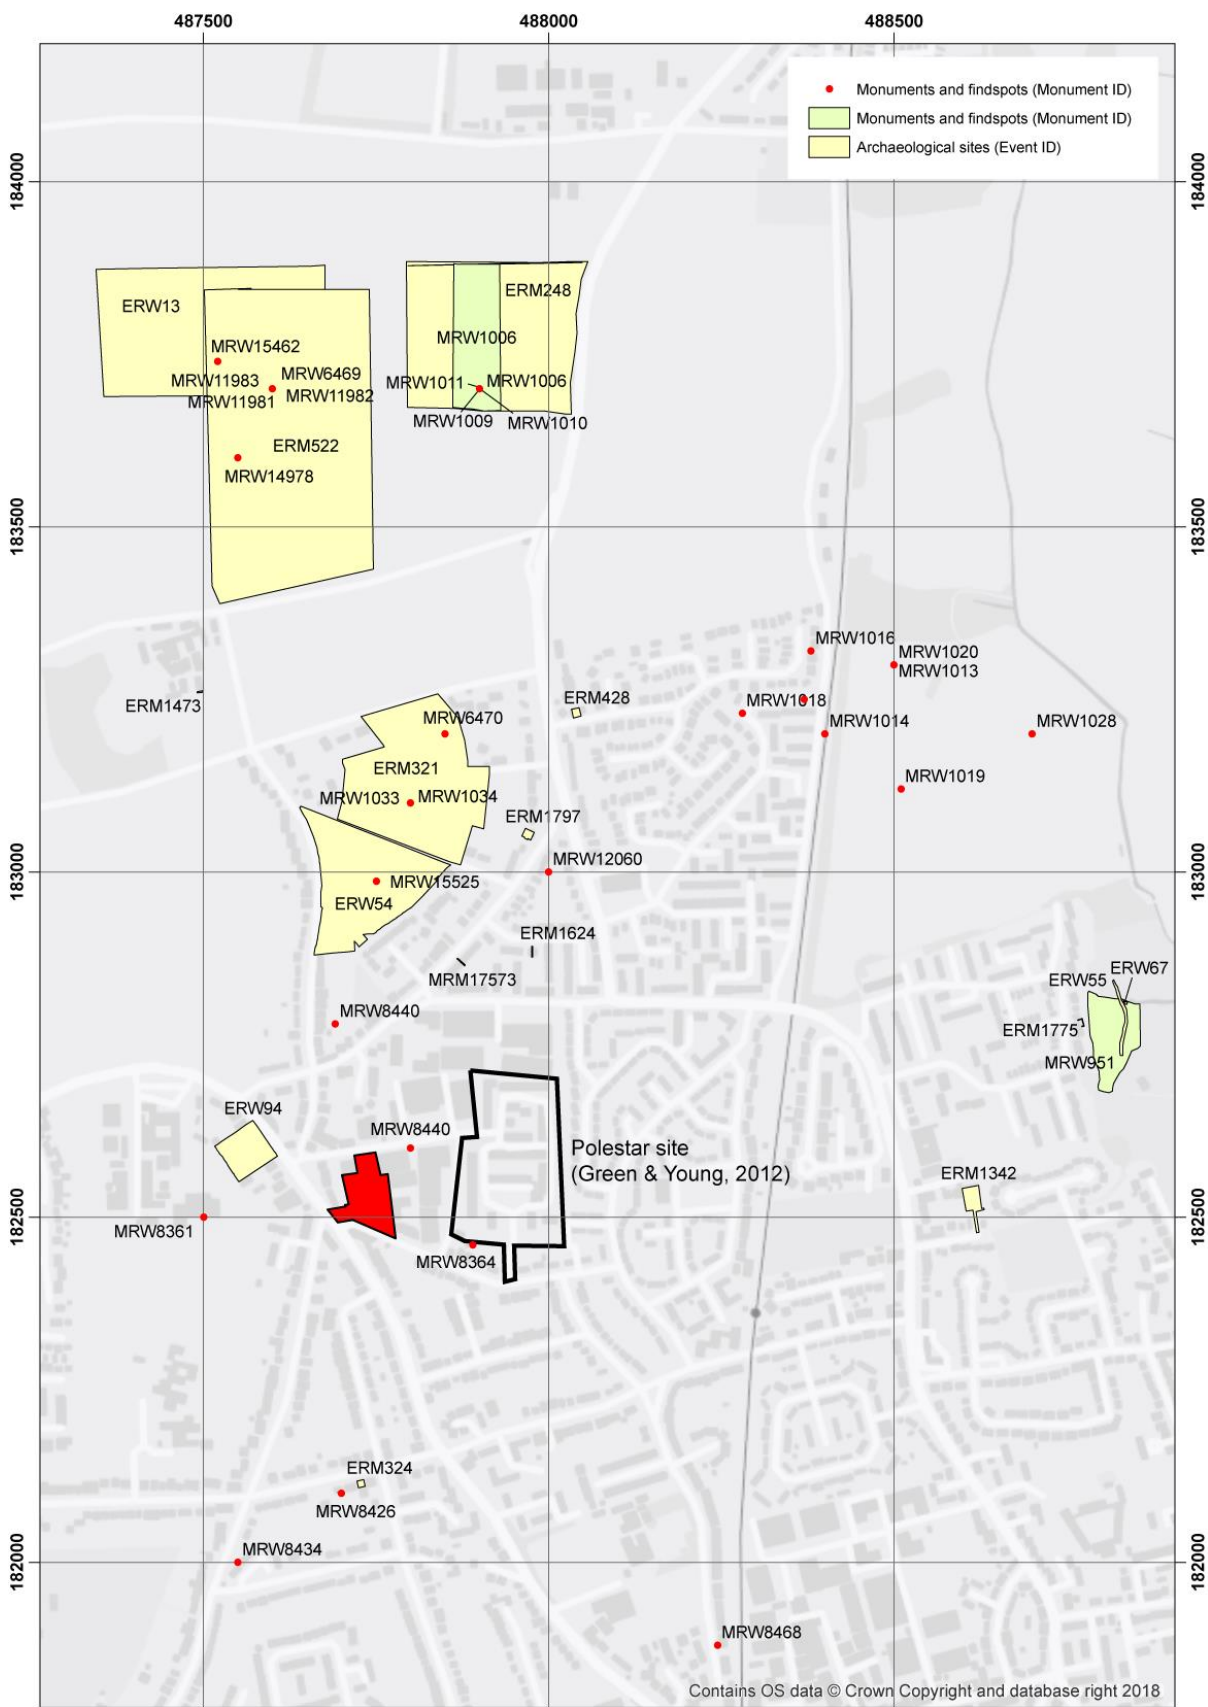 487500
488000
488500
Monuments and findspots (Monument ID)
Monuments and findspots (Monument ID)
Archaeological sites (Event ID)
184000
184000
ERW13
ERM248
MRW1006
MRW15462
MRW11983
MRW6469
MRW11981
MRW11982
MRW1011
MRW1006
MRW1009
MRW1010
ERM522
MRW14978
183500
183500
MRW1016
MRW1020
MRW1013
ERM1473
ERM428
MRW1018
MRW6470
MRW1014
MRW1028
ERM321
MRW1033
MRW1034
MRW1019
ERM1797
MRW12060
183000
183000
MRW15525
ERW54
ERM1624
MRM17573
ERW67
ERW55
MRW8440
ERM1775
MRW951
ERW94
MRW8440
Polestar site
(Green & Young, 2012)
ERM1342
182500
182500
MRW8361
MRW8364
ERM324
MRW8426
MRW8434
182000
182000
MRW8468
Contains OS data © Crown Copyright and database right 2018